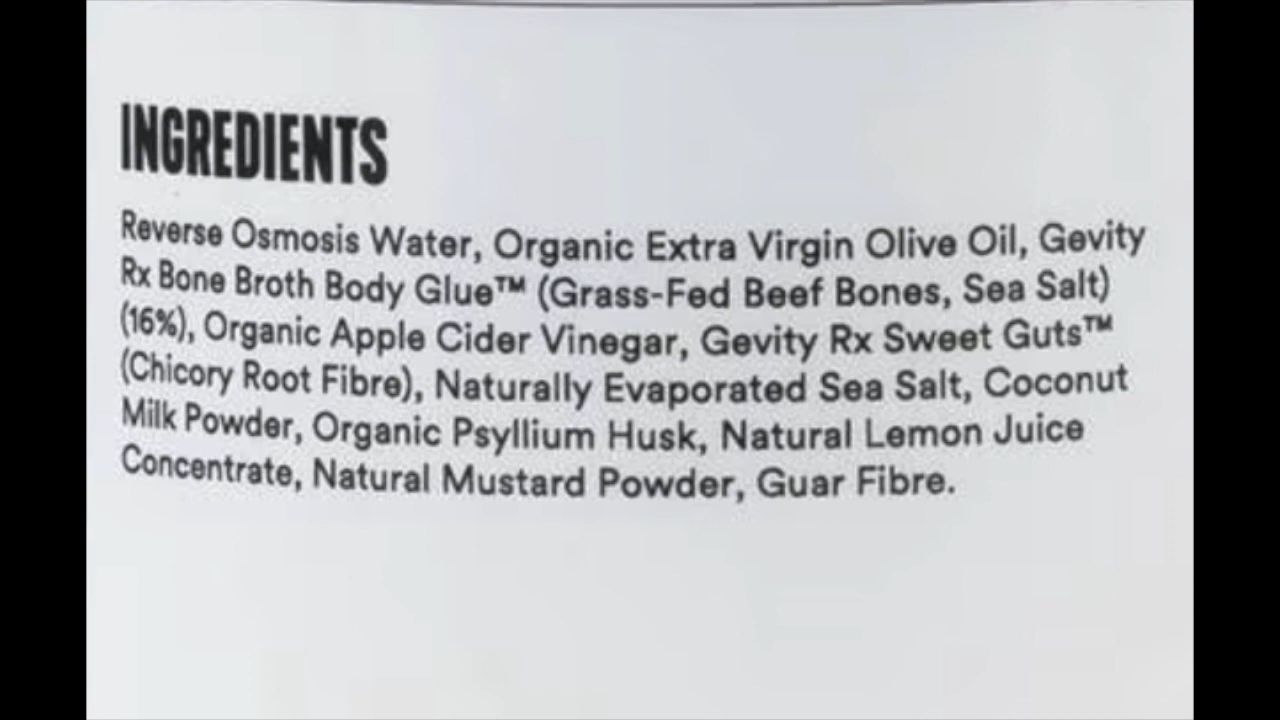 INGREDIENTS
Reverse Osmosis Water, Organic Extra Virgin Olive Oil, Gevity
Rx Bone Broth Body Glue™ (Grass-Fed Beef Bones, Sea Salt)
(16%), Organic Apple Cider Vinegar, Gevity Rx Sweet Guts™
(Chicory Root Fibre), Naturally Evaporated Sea Salt, Coconut
Milk Powder, Organic Psyllium Husk, Natural Lemon Juice
Concentrate, Natural Mustard Powder, Guar Fibre.